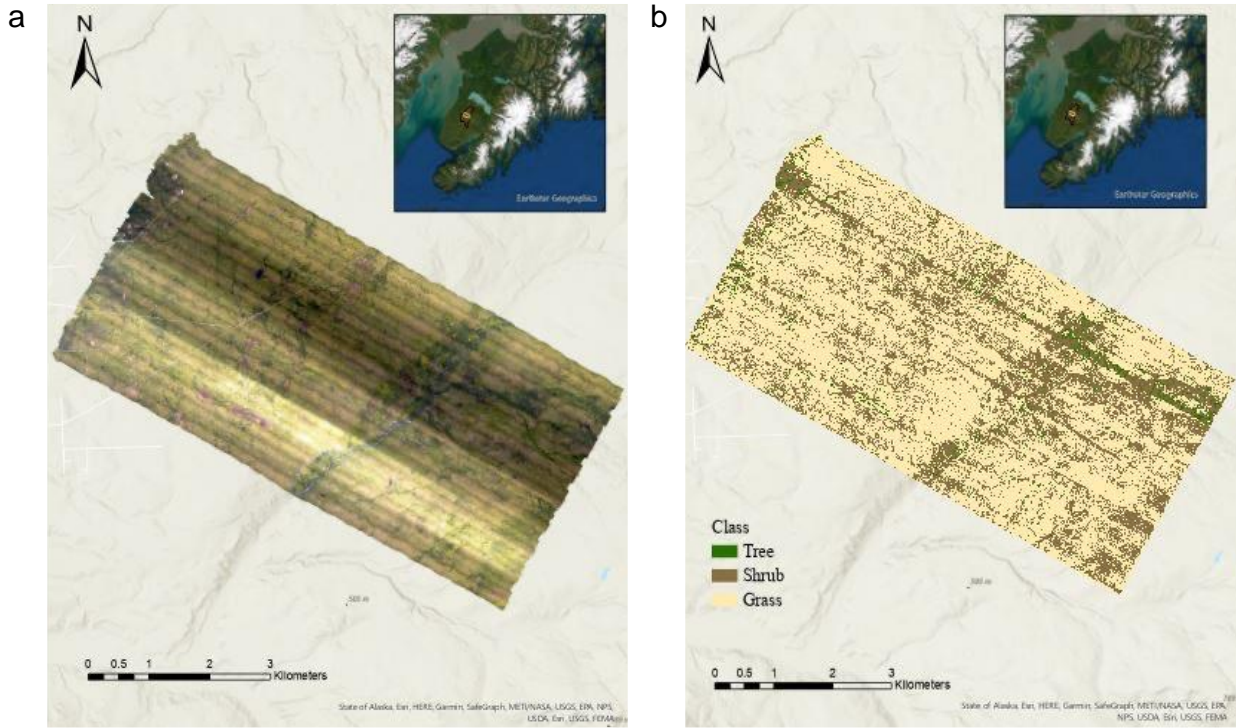 a
N
Earthstar Geographics
0 0.5 1 2 3
Kilometers
State of Alaska, Esri, HERE, Garmin, SafeGraph, METI/NASA, USGS, EPA, NPS,
USDA, Esri, USGS, FEMA
b
N
Earthstar Geographics
Class
Tree
Shrub
Grass
0 0.5 1 2 3
Kilometers
State of Alaska, Esri, HERE, Garmin, SafeGraph, METI/NASA, USGS, EPA,
NPS, USDA, Esri, USGS, FEMA